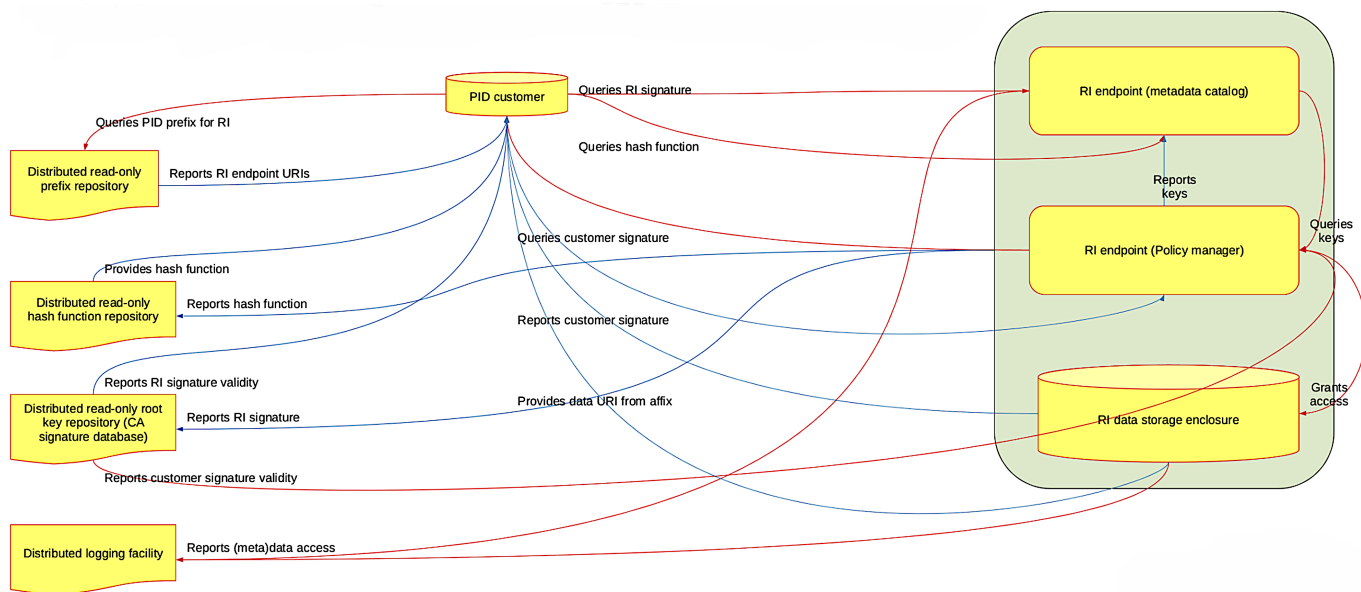 PID customer
Queries RI signature
RI endpoint (metadata catalog)
Queries PID prefix for RI
Queries hash function
Distributed read-only
prefix repository
Reports RI endpoint URIs
Reports
keys
Queries customer signature
Queries
keys
RI endpoint (Policy manager)
Provides hash function
Distributed read-only
hash function repository
Reports hash function
Reports customer signature
Reports RI signature validity
Grants
access
Provides data URI from affix
Distributed read-only root
key repository (CA
signature database)
Reports RI signature
RI data storage enclosure
Reports customer signature validity
Distributed logging facility
Reports (meta)data access